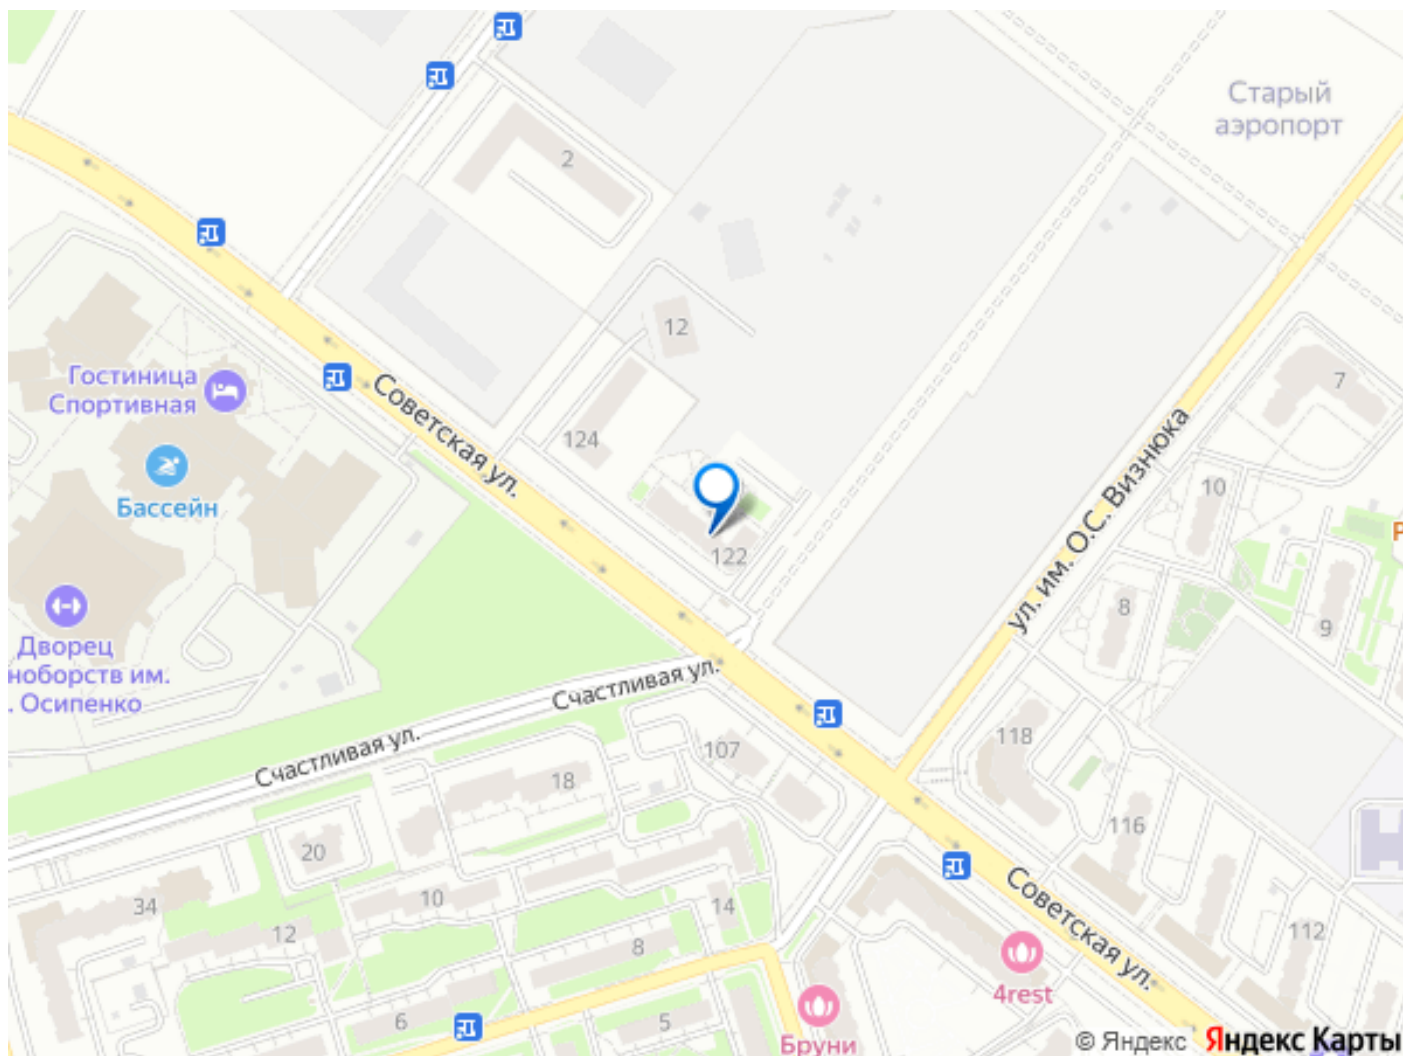 Старый
аэропорт
2
12
Гостиница
Спортивная
Советская ул.
7
124
ул. им. О.С. Визнюка
10
Бассейн
Р
122
8
9
Дворец
ноборств им.
. Осипенко
Счастливая ул.
Счастливая ул.
107
118
18
116
20
34
10
12
14
8
Советская ул.
112
4rest
6
5
Бруни
© Яндекс Яндекс Карты